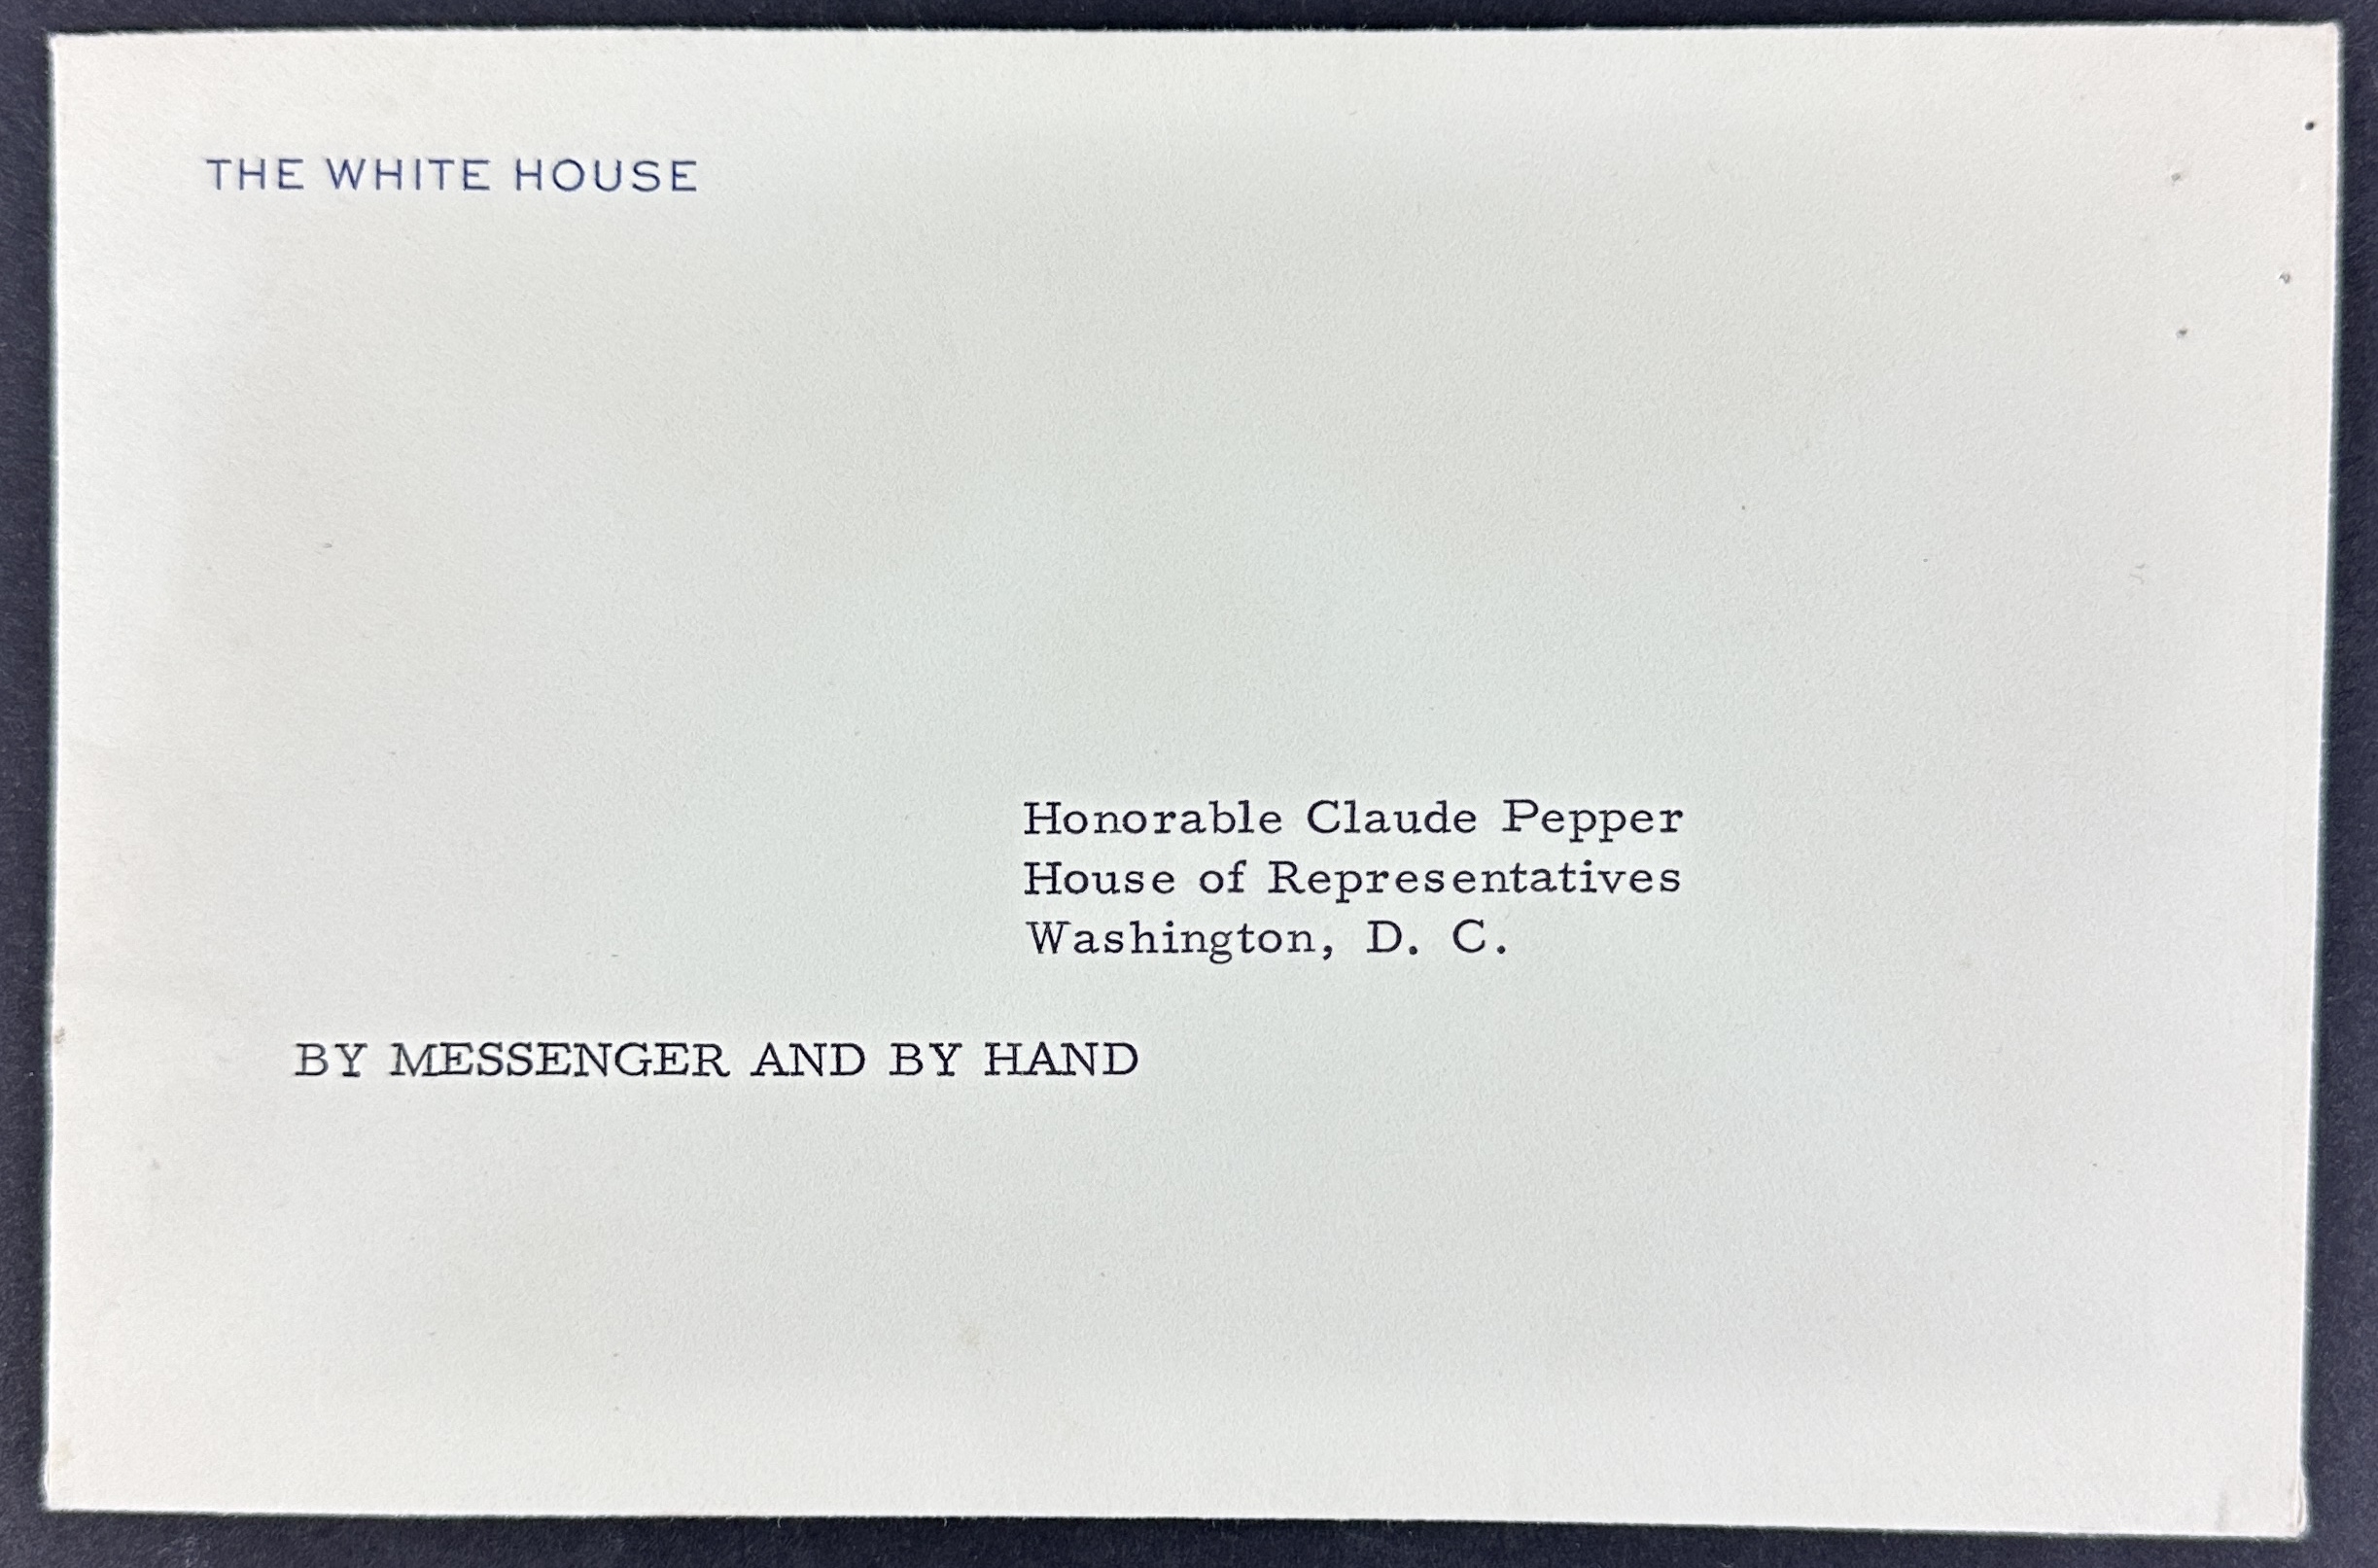 THE WHITE HOUSE
Honorable Claude Pepper
House of Representatives
Washington, D. C.
BY MESSENGER AND BY HAND